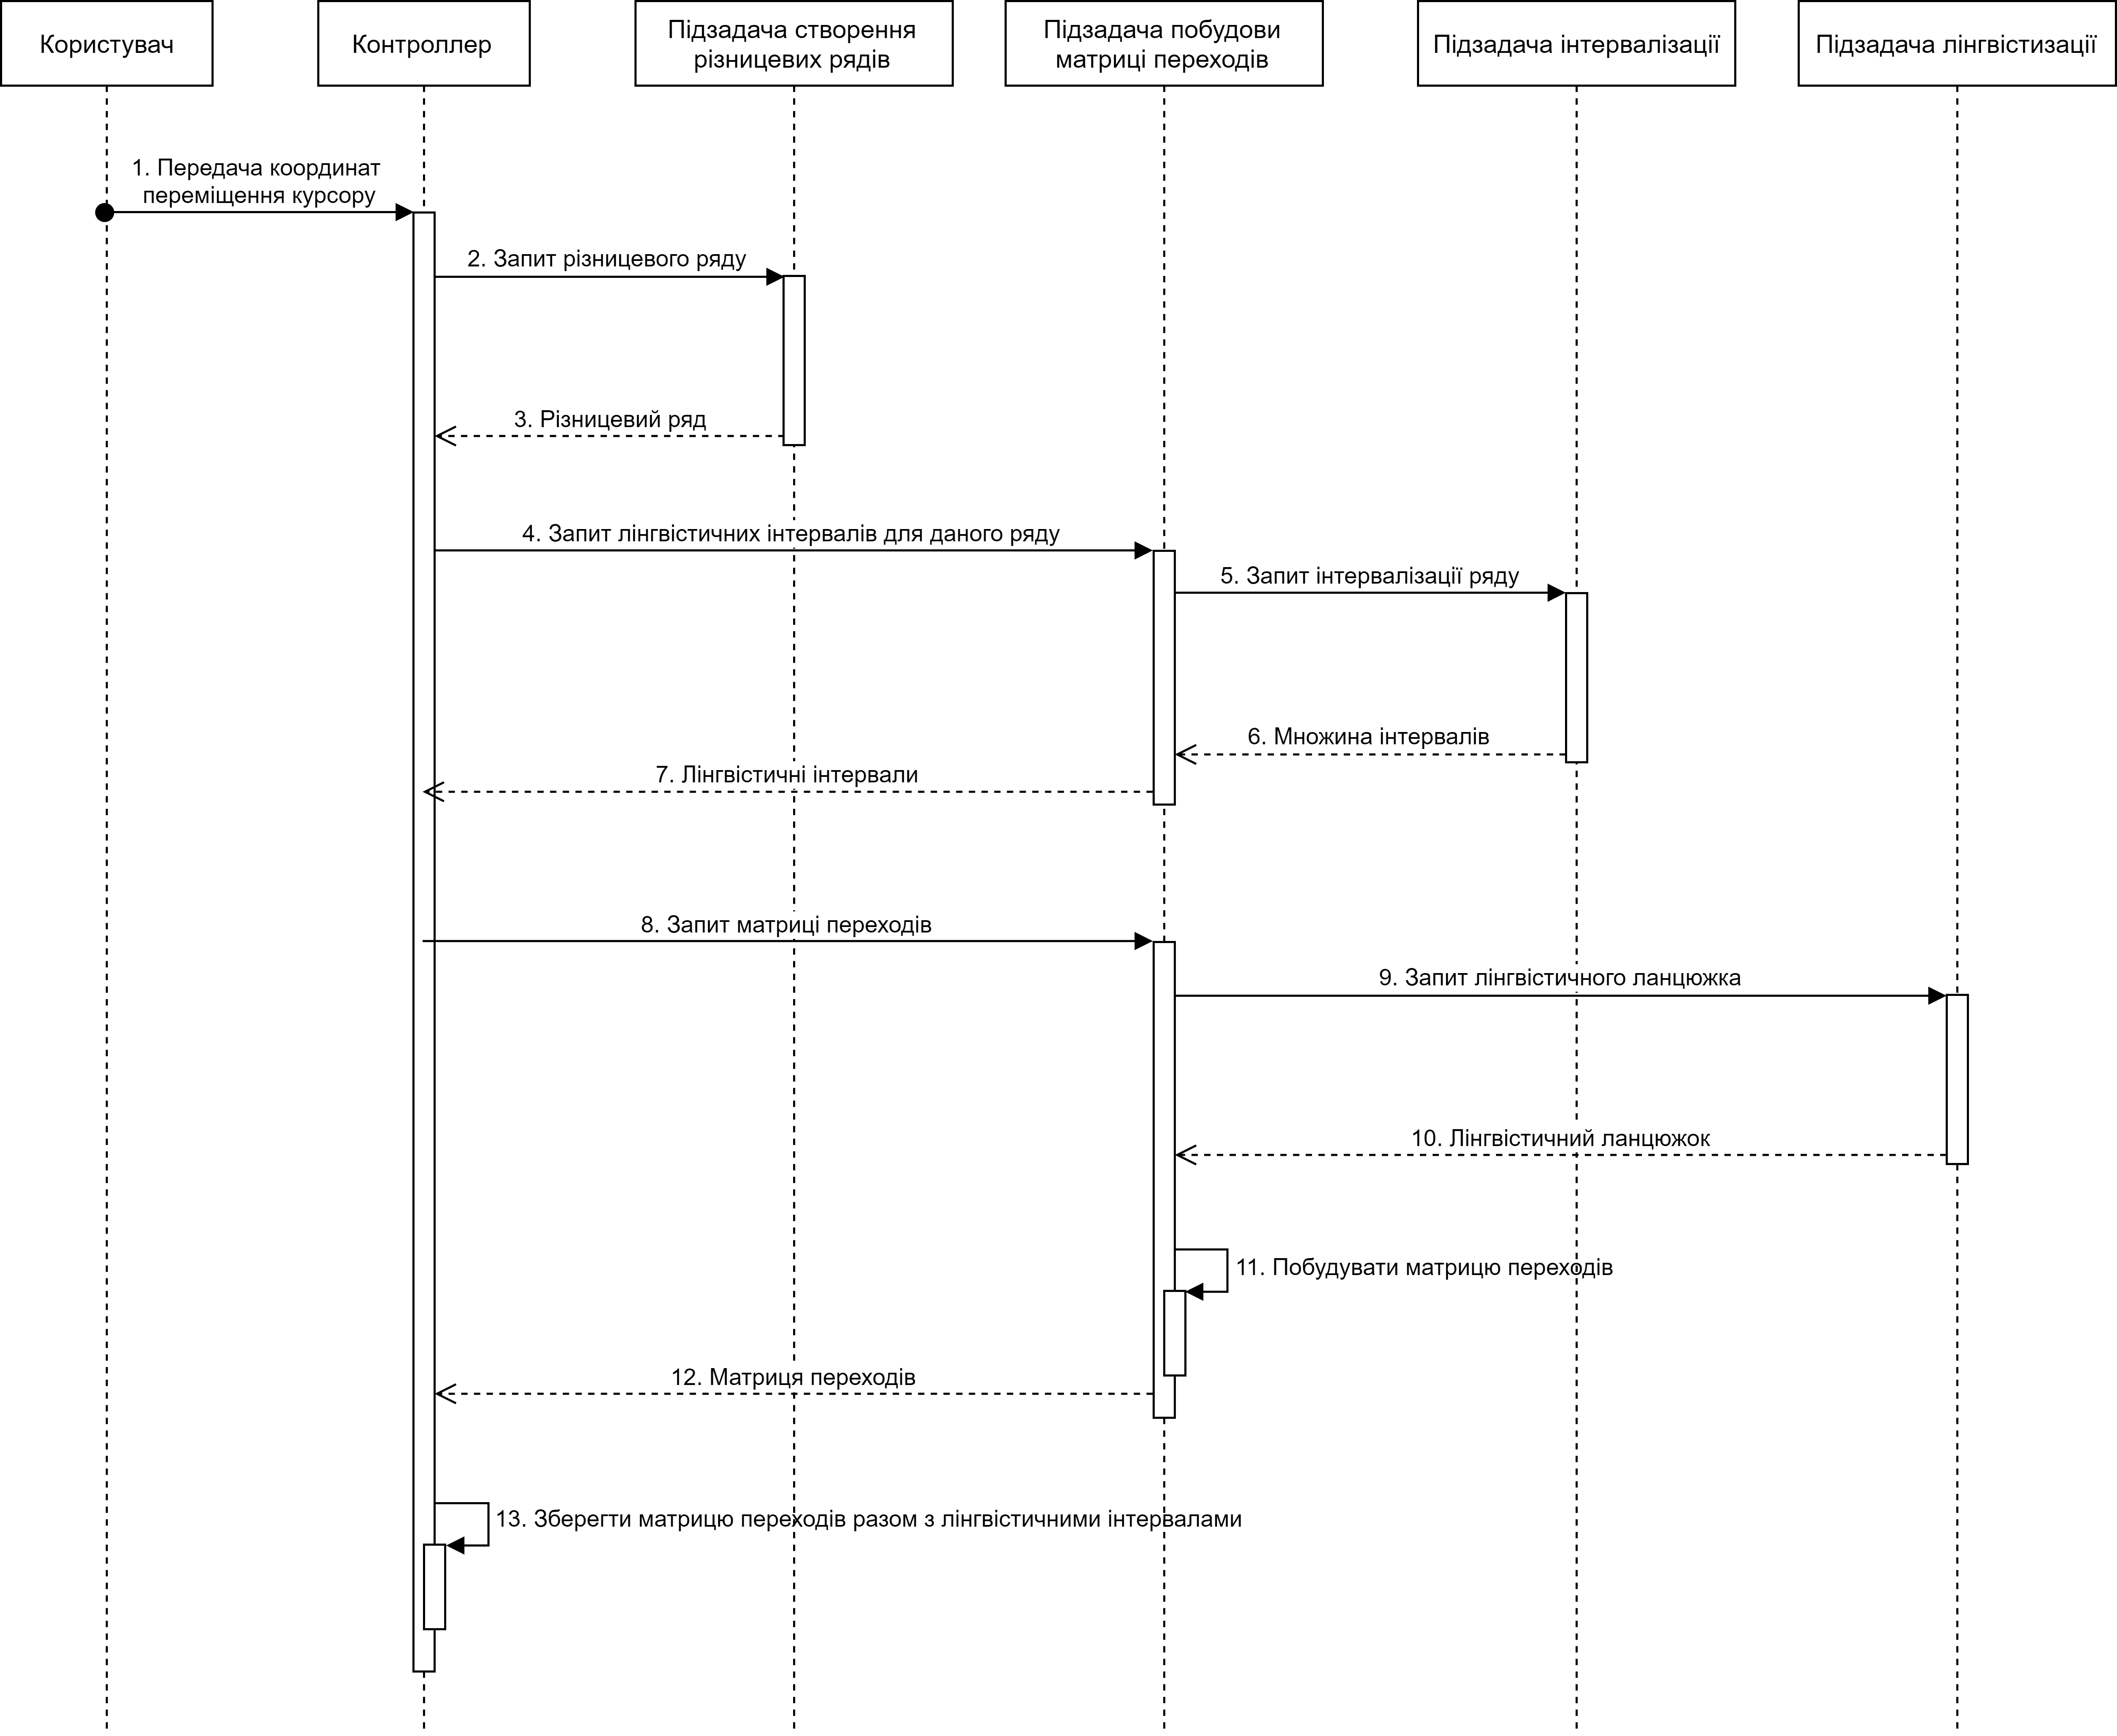 Користувач
Контроллер
Підзадача створення
різницевих рядів
Підзадача побудови
матриці переходів
Підзадача інтервалізації
Підзадача лінгвістизації
1. Передача координат
переміщення курсору
2. Запит різницевого ряду
3. Різницевий ряд
4. Запит лінгвістичних інтервалів для даного ряду
5. Запит інтервалізації ряду
6. Множина інтервалів
7. Лінгвістичні інтервали
8. Запит матриці переходів
9. Запит лінгвістичного ланцюжка
10. Лінгвістичний ланцюжок
11. Побудувати матрицю переходів
12. Матриця переходів
13. Зберегти матрицю переходів разом з лінгвістичними інтервалами